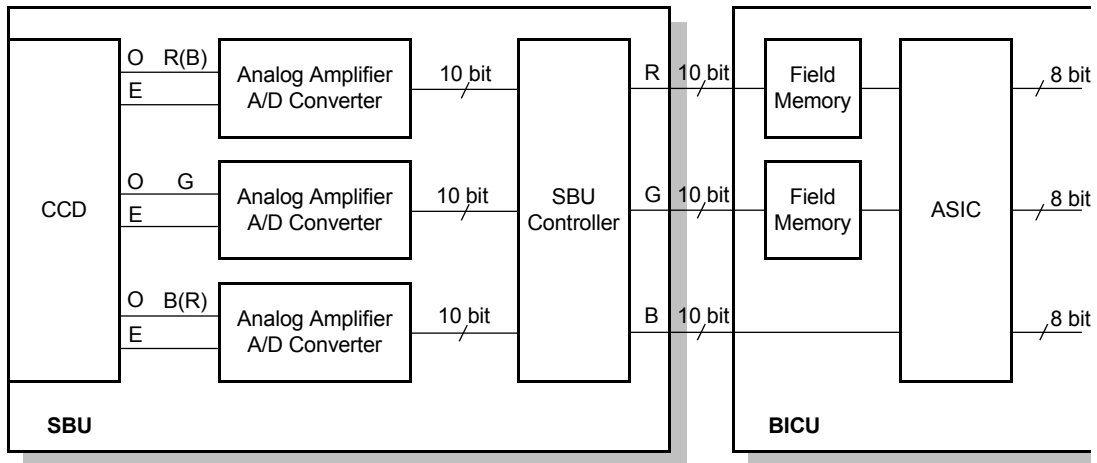 O R(B)
E
Analog Amplifier
A/D Converter
10 bit
R
10 bit
Field
Memory
8 bit
CCD
O G
E
Analog Amplifier
A/D Converter
10 bit
SBU
Controller
G
10 bit
Field
Memory
ASIC
8 bit
O B(R)
E
Analog Amplifier
A/D Converter
10 bit
B
10 bit
8 bit
SBU
BICU